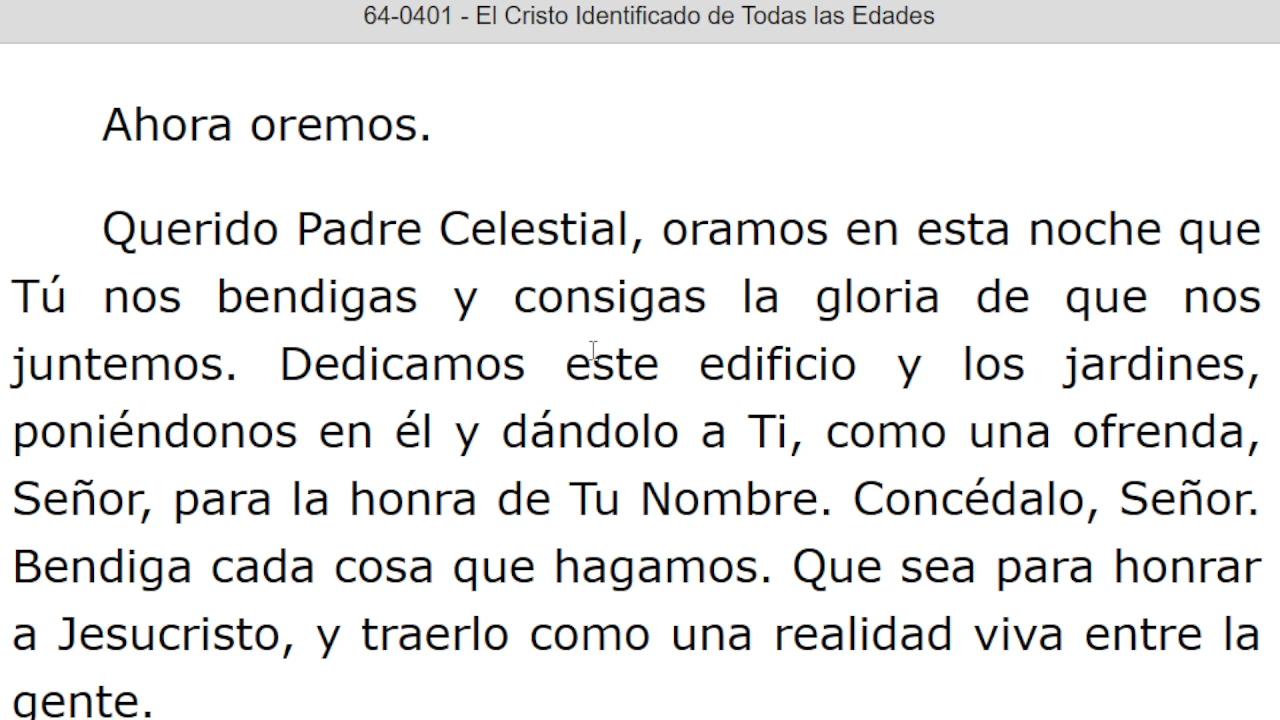 64-0401 - El Cristo Identificado de Todas las Edades
Ahora oremos.
Querido Padre Celestial, oramos en esta noche que
Tú nos bendigas y consigas la gloria de que nos
juntemos. Dedicamos este edificio y los jardines,
poniéndonos en él y dándolo a Ti, como una ofrenda,
Señor, para la honra de Tu Nombre. Concédalo, Señor.
Bendiga cada cosa que hagamos. Que sea para honrar
a Jesucristo, y traerlo como una realidad viva entre la
gente.